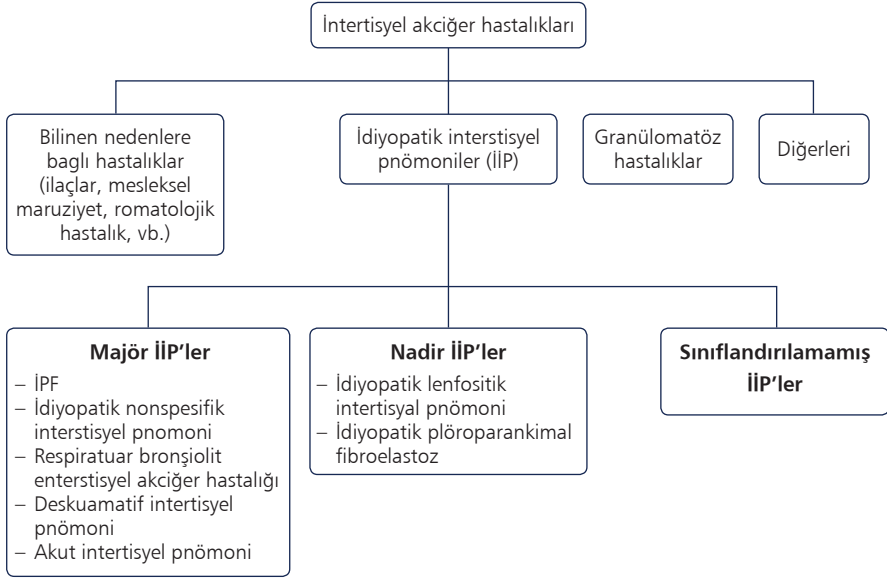 İntertisyel akciğer hastalıkları
Bilinen nedenlere
baglı hastalıklar
(ilaçlar, mesleksel
maruziyet, romatolojik
hastalık, vb.)
İdiyopatik interstisyel
pnömoniler (İİP)
Granülomatöz
hastalıklar
Diğerleri
Majör İİP’ler
– İPF
– İdiyopatik nonspesifik
interstisyel pnomoni
– Respiratuar bronşiolit
enterstisyel akciğer hastalığı
– Deskuamatif intertisyel
pnömoni
– Akut intertisyel pnömoni
Nadir İİP’ler
– İdiyopatik lenfositik
intertisyal pnömoni
– İdiyopatik plöroparankimal
fibroelastoz
Sınıflandırılamamış
İİP’ler